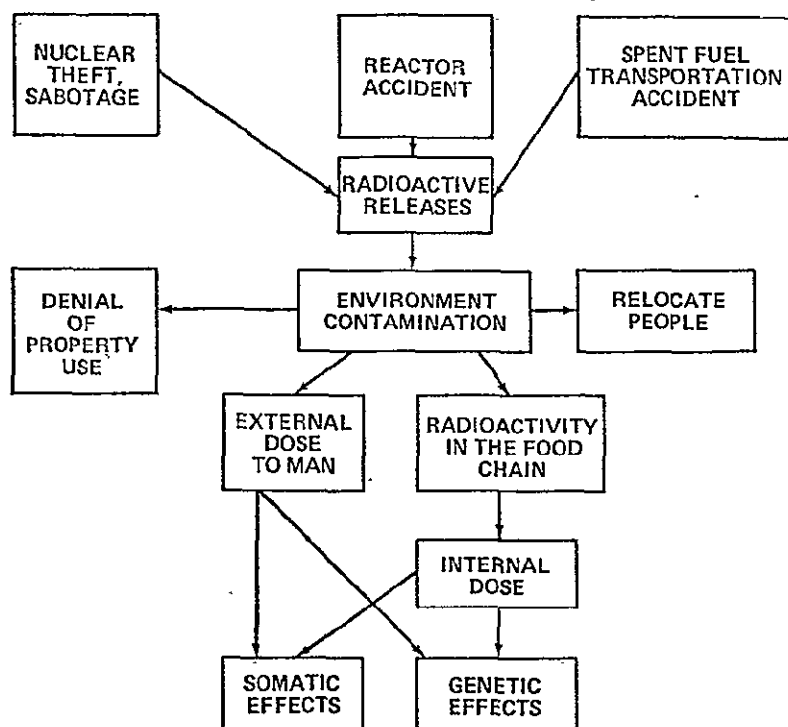 NUCLEAR
THEFT,
SABOTAGE
REACTOR
ACCIDENT
SPENT FUEL
TRANSPORTATION
ACCIDENT
RADIOACTIVE
RELEASES
DENIAL
OF
PROPERTY
USE
ENVIRONMENT
CONTAMINATION
RELOCATE
PEOPLE
EXTERNAL
DOSE
TO MAN
RADIOACTIVITY
IN THE FOOD
CHAIN
INTERNAL
DOSE
SOMATIC
EFFECTS
GENETIC
EFFECTS